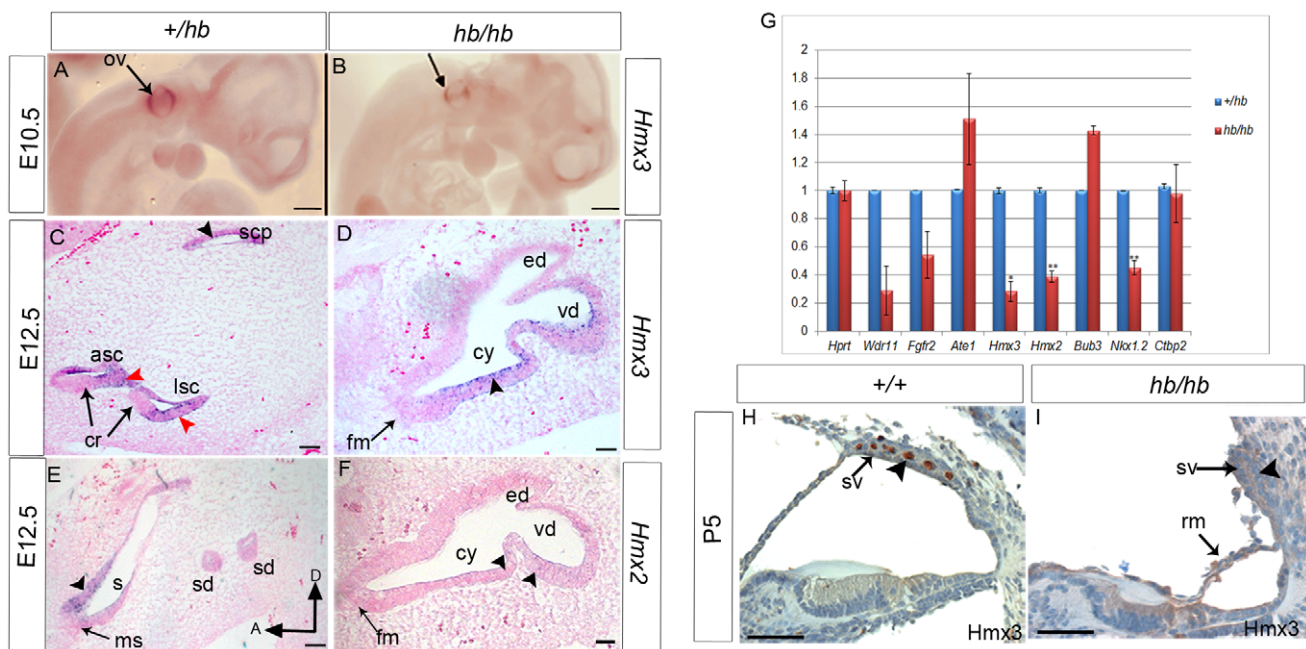 +/hb
hb/hb
E10.5
A
ov
B
Hmx3
E12.5
C
scp
asc
lsc
cr
D
ed
vd
cy
fm
Hmx3
E12.5
E
s
sd
sd
ms
D
A
F
ed
vd
cy
fm
Hmx2
G
2
1.8
1.6
1.4
1.2
1
0.8
0.6
0.4
0.2
0
* ** **
Hprt Wdr11 Fgfr2 Ate1 Hmx3 Hmx2 Bub3 Nkx1.2 Ctbp2
+/hb
hb/hb
+/+
hb/hb
P5
H
sv
Hmx3
I
sv
rm
Hmx3